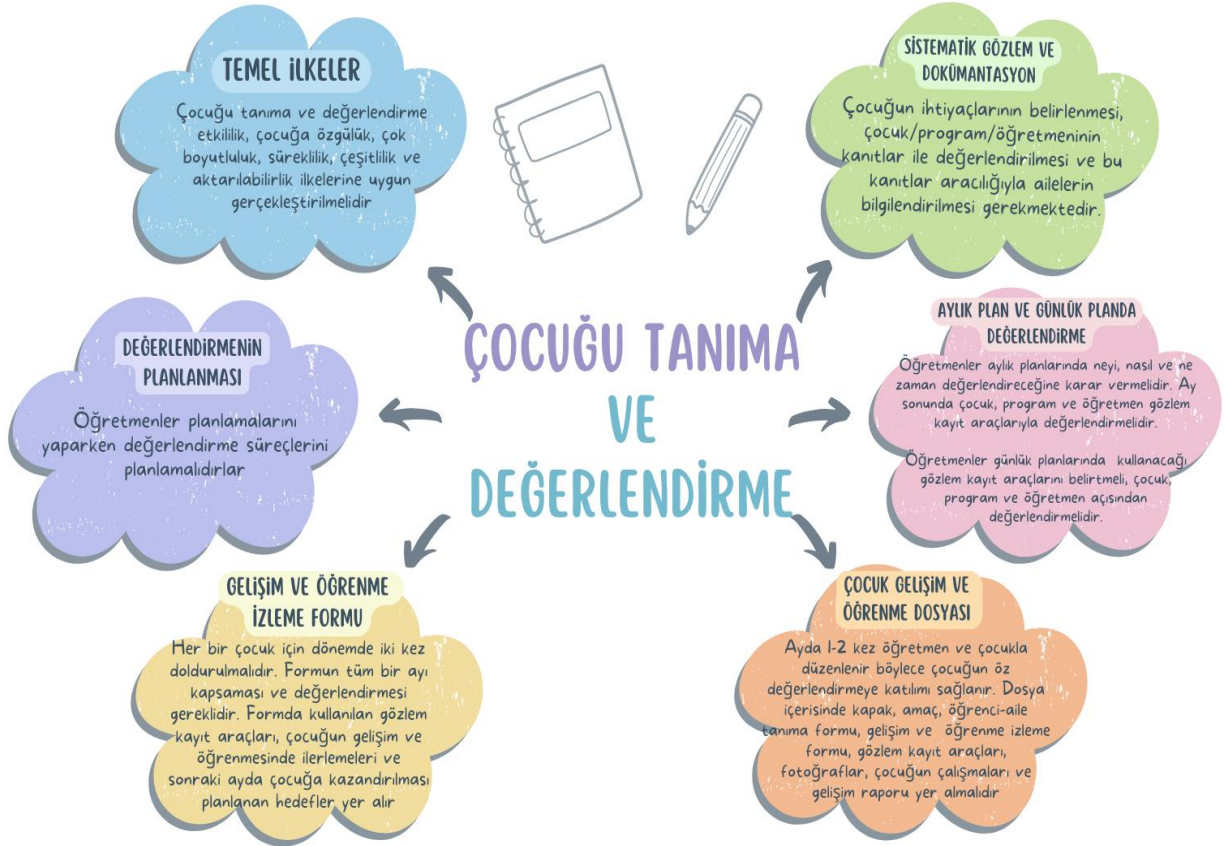 TEMEL İLKELER
Çocuğu tanıma ve değerlendirme
etkililik, çocuğa özgülük, çok
boyutluluk, süreklilik, çeşitlilik ve
aktarılabilirlik ilkelerine uygun
gerçekleştirilmelidir
SİSTEMATİK GÖZLEM VE
DOKÜMANTASYON
Çocuğun ihtiyaçlarının belirlenmesi,
çocuk/program/öğretmeninin
kanıtlar ile değerlendirilmesi ve bu
kanıtlar aracılığıyla ailelerin
bilgilendirilmesi gerekmektedir.
ÇOCUĞU TANIMA
VE
DEĞERLENDİRME
DEĞERLENDİRMENİN
PLANLANMASI
Öğretmenler planlamalarını
yaparken değerlendirme süreçlerini
planlamalıdırlar
AYLIK PLAN VE GÜNLÜK PLANDA
DEĞERLENDİRME
Öğretmenler aylık planlarında neyi, nasıl ve ne
zaman değerlendireceğine karar vermelidir. Ay
sonunda çocuk, program ve öğretmen gözlem
kayıt araçlarıyla değerlendirmelidir.
Öğretmenler günlük planlarında kullanacağı
gözlem kayıt araçlarını belirtmeli, çocuk,
program ve öğretmen açısından
değerlendirmelidir.
GELİŞİM VE ÖĞRENME
İZLEME FORMU
Her bir çocuk için dönemde iki kez
doldurulmalıdır. Formun tüm bir ayı
kapsaması ve değerlendirmesi
gereklidir. Formda kullanılan gözlem
kayıt araçları, çocuğun gelişim ve
öğrenmesinde ilerlemeleri ve
sonraki ayda çocuğa kazandırılması
planlanan hedefler yer alır
ÇOCUK GELİŞİM VE
ÖĞRENME DOSYASI
Ayda 1-2 kez öğretmen ve çocukla
düzenlenir böylece çocuğun öz
değerlendirmeye katılımı sağlanır. Dosya
içerisinde kapak, amaç, öğrenci-aile
tanıma formu, gelişim ve öğrenme izleme
formu, gözlem kayıt araçları,
fotoğraflar, çocuğun çalışmaları ve
gelişim raporu yer almalıdır